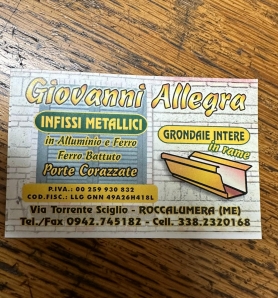 Giovanni Allegra
INFISSI METALLICI
in Alluminio e Ferro
Ferro Battuto
Porte Corazzate
GRONDAIE INTERE
in rame
P.IVA.: 00 259 930 832
COD.FISC.: LLG GNN 49A26H418L
Via Torrente Sciglio - ROCCALUMERA (ME)
Tel./Fax 0942.745182 - Cell. 338.2320168